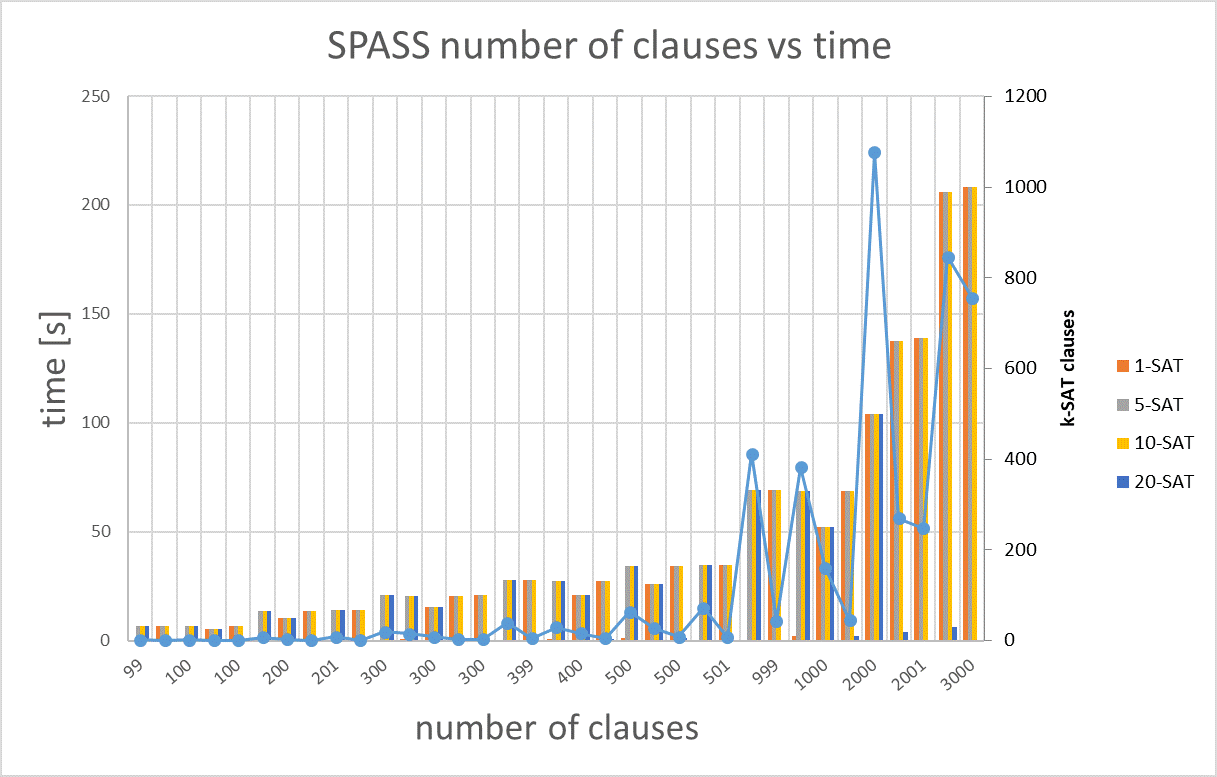 SPASS number of clauses vs time
250
200
150
100
50
0
time [s]
1200
1000
800
600
400
200
0
k-SAT clauses
1-SAT
5-SAT
10-SAT
20-SAT
99 100 100 200 201 300 300 300 399 400 500 500 501 999 1000 2000 2001 3000
number of clauses